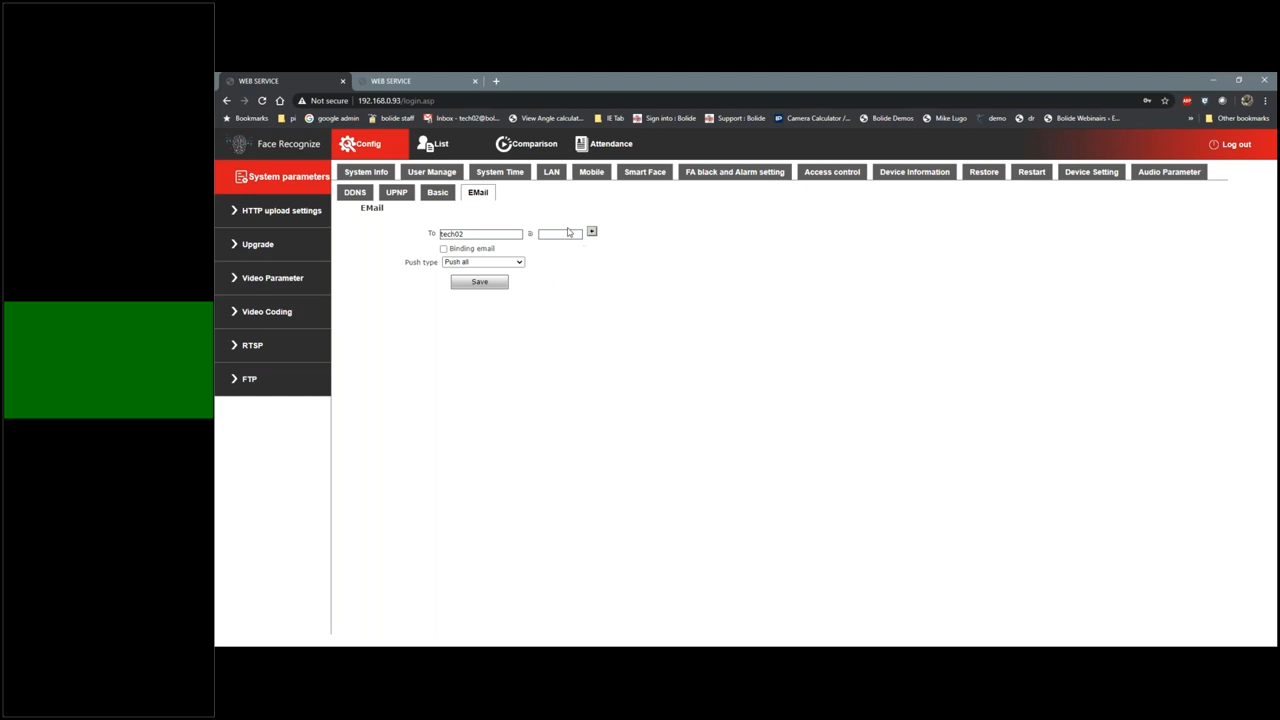 WEB SERVICE
WEB SERVICE
Not secure 192.168.0.93/login.asp
Bookmarks pi google admin bolide staff Inbox - tech02@bol... View Angle calculat... IE Tab Sign into : Bolide Support : Bolide Camera Calculator /... Bolide Demos Mike Lugo demo dr Bolide Webinairs ‹ E... » Other bookmarks
Face Recognize Config List Comparison Attendance Log out
System parameters
System Info User Manage System Time LAN Mobile Smart Face FA black and Alarm setting Access control Device Information Restore Restart Device Setting Audio Parameter
DDNS UPNP Basic EMail
EMail
HTTP upload settings
Upgrade
Video Parameter
Video Coding
RTSP
FTP
To tech02 @
Binding email
Push type Push all
Save